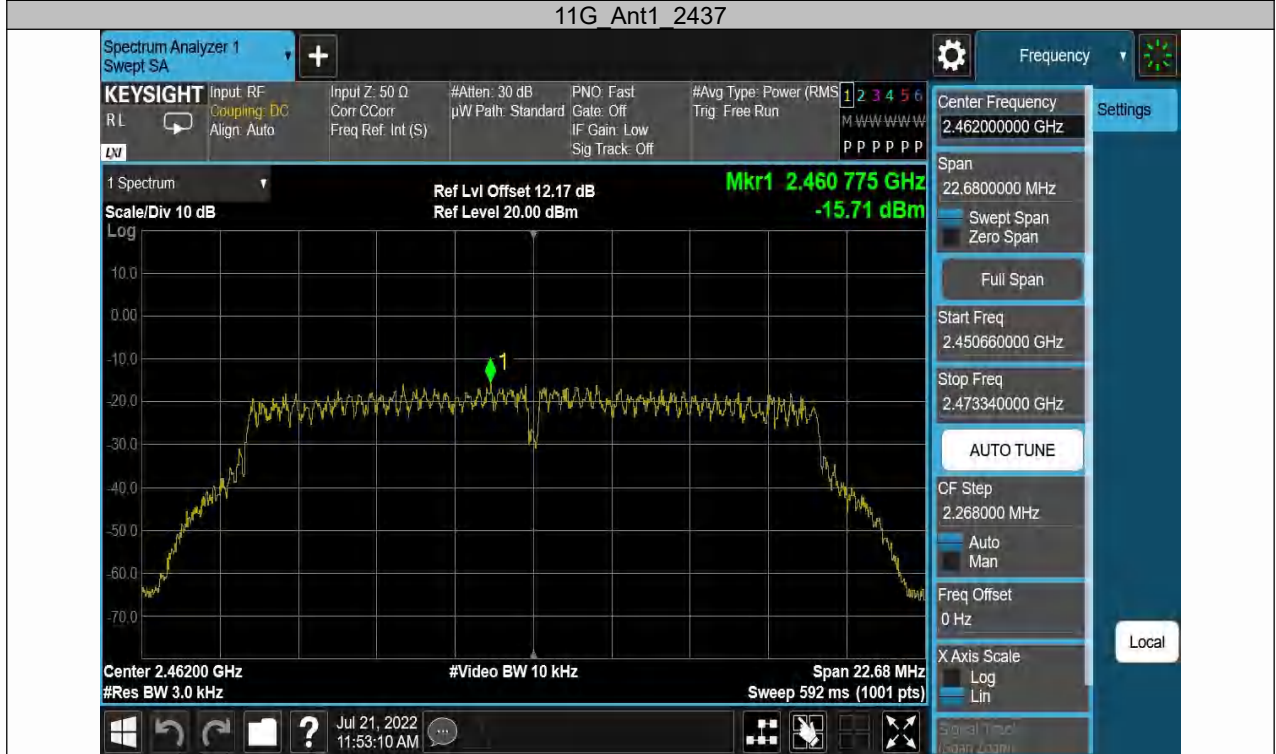 11G_Ant1_2437
Spectrum Analyzer 1
Swept SA
+
Frequency
KEYSIGHT
R L
LXI
Input: RF
Coupling: DC
Align: Auto
Input Z: 50 Ω
Corr CCorr
Freq Ref: Int (S)
#Atten: 30 dB
µW Path: Standard
PNO: Fast
Gate: Off
IF Gain: Low
Sig Track: Off
#Avg Type: Power (RMS
Trig: Free Run
1 2 3 4 5 6
M W W W W W
P P P P P P
Center Frequency
2.462000000 GHz
Settings
Span
22.6800000 MHz
Swept Span
Zero Span
Full Span
Start Freq
2.450660000 GHz
Stop Freq
2.473340000 GHz
AUTO TUNE
CF Step
2.268000 MHz
Auto
Man
Freq Offset
0 Hz
X Axis Scale
Log
Lin
Signal Track
(Span Zoom)
Local
1 Spectrum
Scale/Div 10 dB
Ref Lvl Offset 12.17 dB
Ref Level 20.00 dBm
Mkr1 2.460 775 GHz
-15.71 dBm
Log
10.0
0.00
-10.0
-20.0
-30.0
-40.0
-50.0
-60.0
-70.0
1
Center 2.46200 GHz
#Res BW 3.0 kHz
#Video BW 10 kHz
Span 22.68 MHz
Sweep 592 ms (1001 pts)
?
Jul 21, 2022
11:53:10 AM